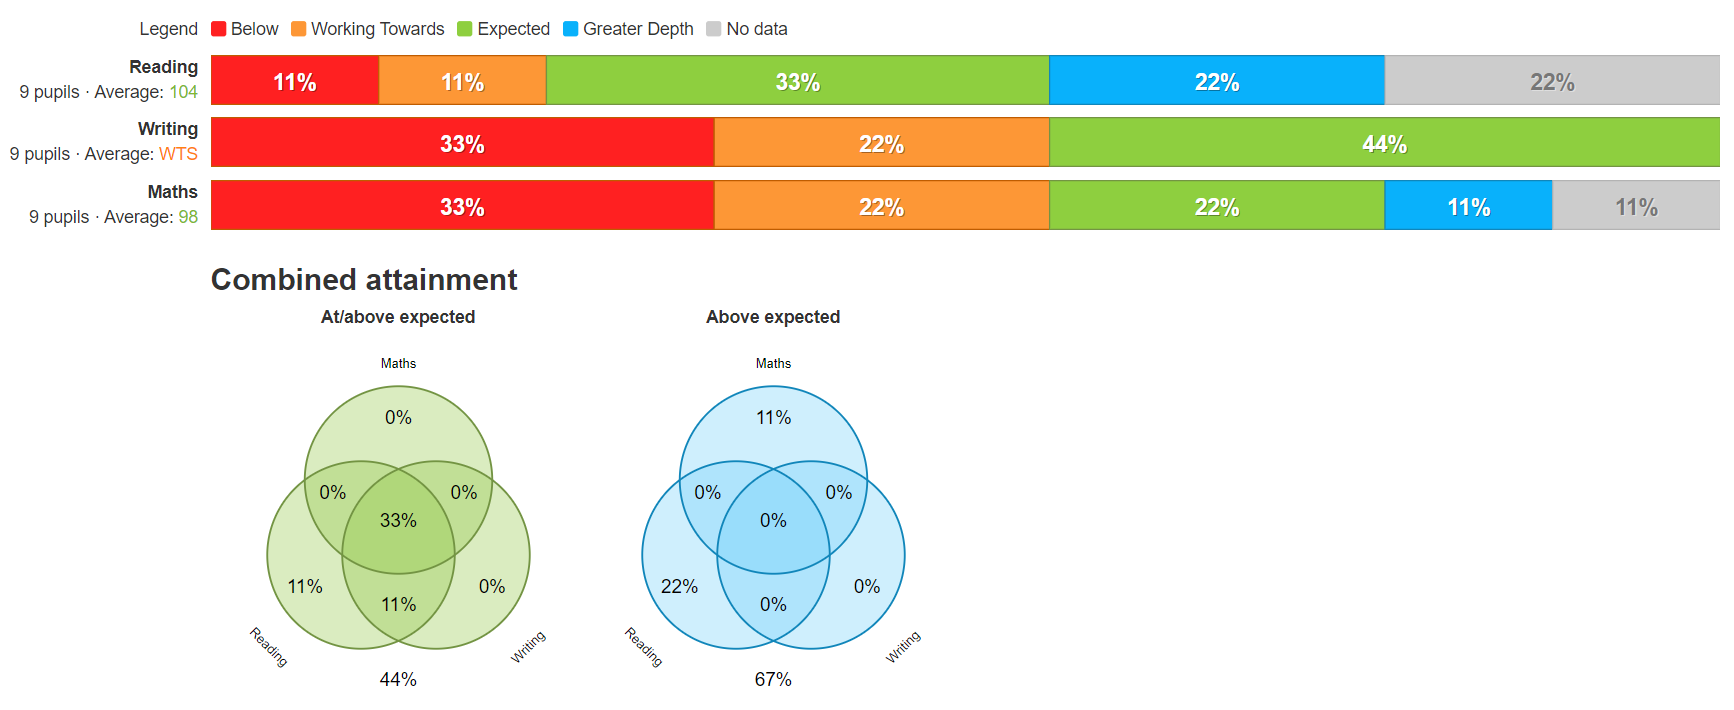 Legend Below Working Towards Expected Greater Depth No data
Reading
9 pupils · Average: 104
11% 11% 33% 22% 22%
Writing
9 pupils · Average: WTS
33% 22% 44%
Maths
9 pupils · Average: 98
33% 22% 22% 11% 11%
Combined attainment
At/above expected
Maths
0%
0% 0%
33%
11% 0%
11%
Reading Writing
44%
Above expected
Maths
11%
0% 0%
0%
22% 0%
0%
Reading Writing
67%